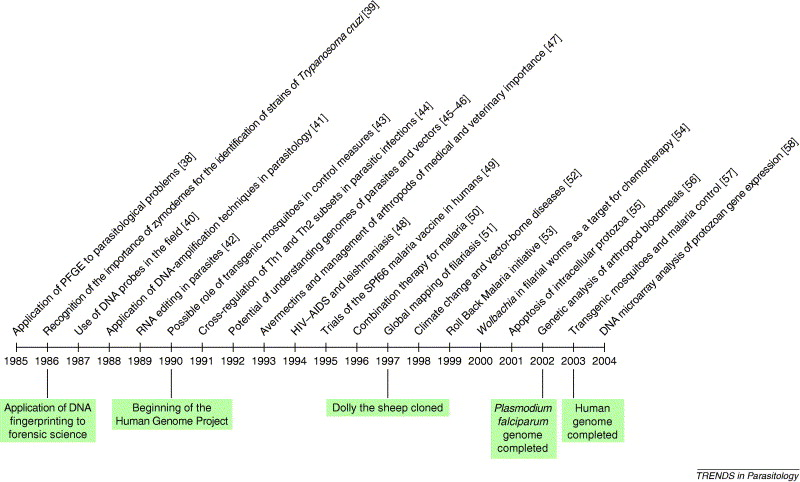 Application of PFGE to parasitological problems [38]
Recognition of the importance of zymodemes for the identification of strains of Trypanosoma cruzi [39]
Use of DNA probes in the field [40]
Application of DNA-amplification techniques in parasitology [41]
RNA editing in parasites [42]
Possible role of transgenic mosquitoes in control measures [43]
Cross-regulation of Th1 and Th2 subsets in parasitic infections [44]
Potential of understanding genomes of parasites and vectors [45–46]
Avermectins and management of arthropods of medical and veterinary importance [47]
HIV–AIDS and leishmaniasis [48]
Trials of the SPf66 malaria vaccine in humans [49]
Combination therapy for malaria [50]
Global mapping of filariasis [51]
Climate change and vector-borne diseases [52]
Roll Back Malaria initiative [53]
Wolbachia in filarial worms as a target for chemotherapy [54]
Apoptosis of intracellular protozoa [55]
Genetic analysis of arthropod bloodmeals [56]
Transgenic mosquitoes and malaria control [57]
DNA microarray analysis of protozoan gene expression [58]
1985 1986 1987 1988 1989 1990 1991 1992 1993 1994 1995 1996 1997 1998 1999 2000 2001 2002 2003 2004
Application of DNA
fingerprinting to
forensic science
Beginning of the
Human Genome Project
Dolly the sheep cloned
Plasmodium
falciparum
genome
completed
Human
genome
completed
TRENDS in Parasitology